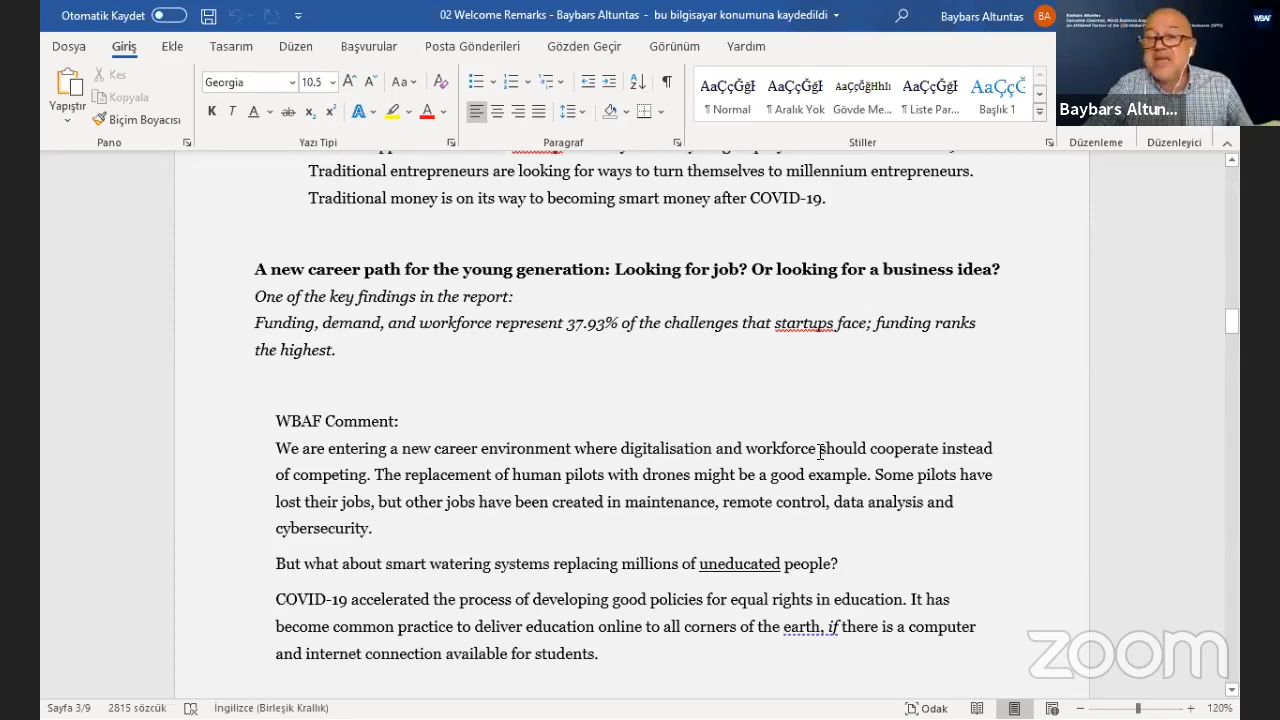 Otomatik Kaydet
02 Welcome Remarks - Baybars Altuntas - bu bilgisayar konumuna kaydedildi
Baybars Altuntas
BA
Baybars Altuntas
WBAF
Dosya
Giriş
Ekle
Tasarım
Düzen
Başvurular
Posta Gönderileri
Gözden Geçir
Görünüm
Yardım
Yapıştır
Kes
Kopyala
Biçim Boyacısı
Georgia
10.5
AaÇçĞğI
AaÇçĞğI
AaÇçĞğHhIı
AaÇçĞğI
AaÇçĞ
¶ Normal
¶ Aralık Yok
Gövde Me...
¶ Liste Par...
Başlık 1
Baybars Altun...
Pano
Yazı Tipi
Paragraf
Stiller
Düzenleme
Düzenleyici
Traditional entrepreneurs are looking for ways to turn themselves to millennium entrepreneurs.
Traditional money is on its way to becoming smart money after COVID-19.
A new career path for the young generation: Looking for job? Or looking for a business idea?
One of the key findings in the report:
Funding, demand, and workforce represent 37.93% of the challenges that startups face; funding ranks
the highest.
WBAF Comment:
We are entering a new career environment where digitalisation and workforce should cooperate instead
of competing. The replacement of human pilots with drones might be a good example. Some pilots have
lost their jobs, but other jobs have been created in maintenance, remote control, data analysis and
cybersecurity.
But what about smart watering systems replacing millions of uneducated people?
COVID-19 accelerated the process of developing good policies for equal rights in education. It has
become common practice to deliver education online to all corners of the earth, if there is a computer
and internet connection available for students.
zoom
Sayfa 3/9
2815 sözcük
İngilizce (Birleşik Krallık)
Odak
120%